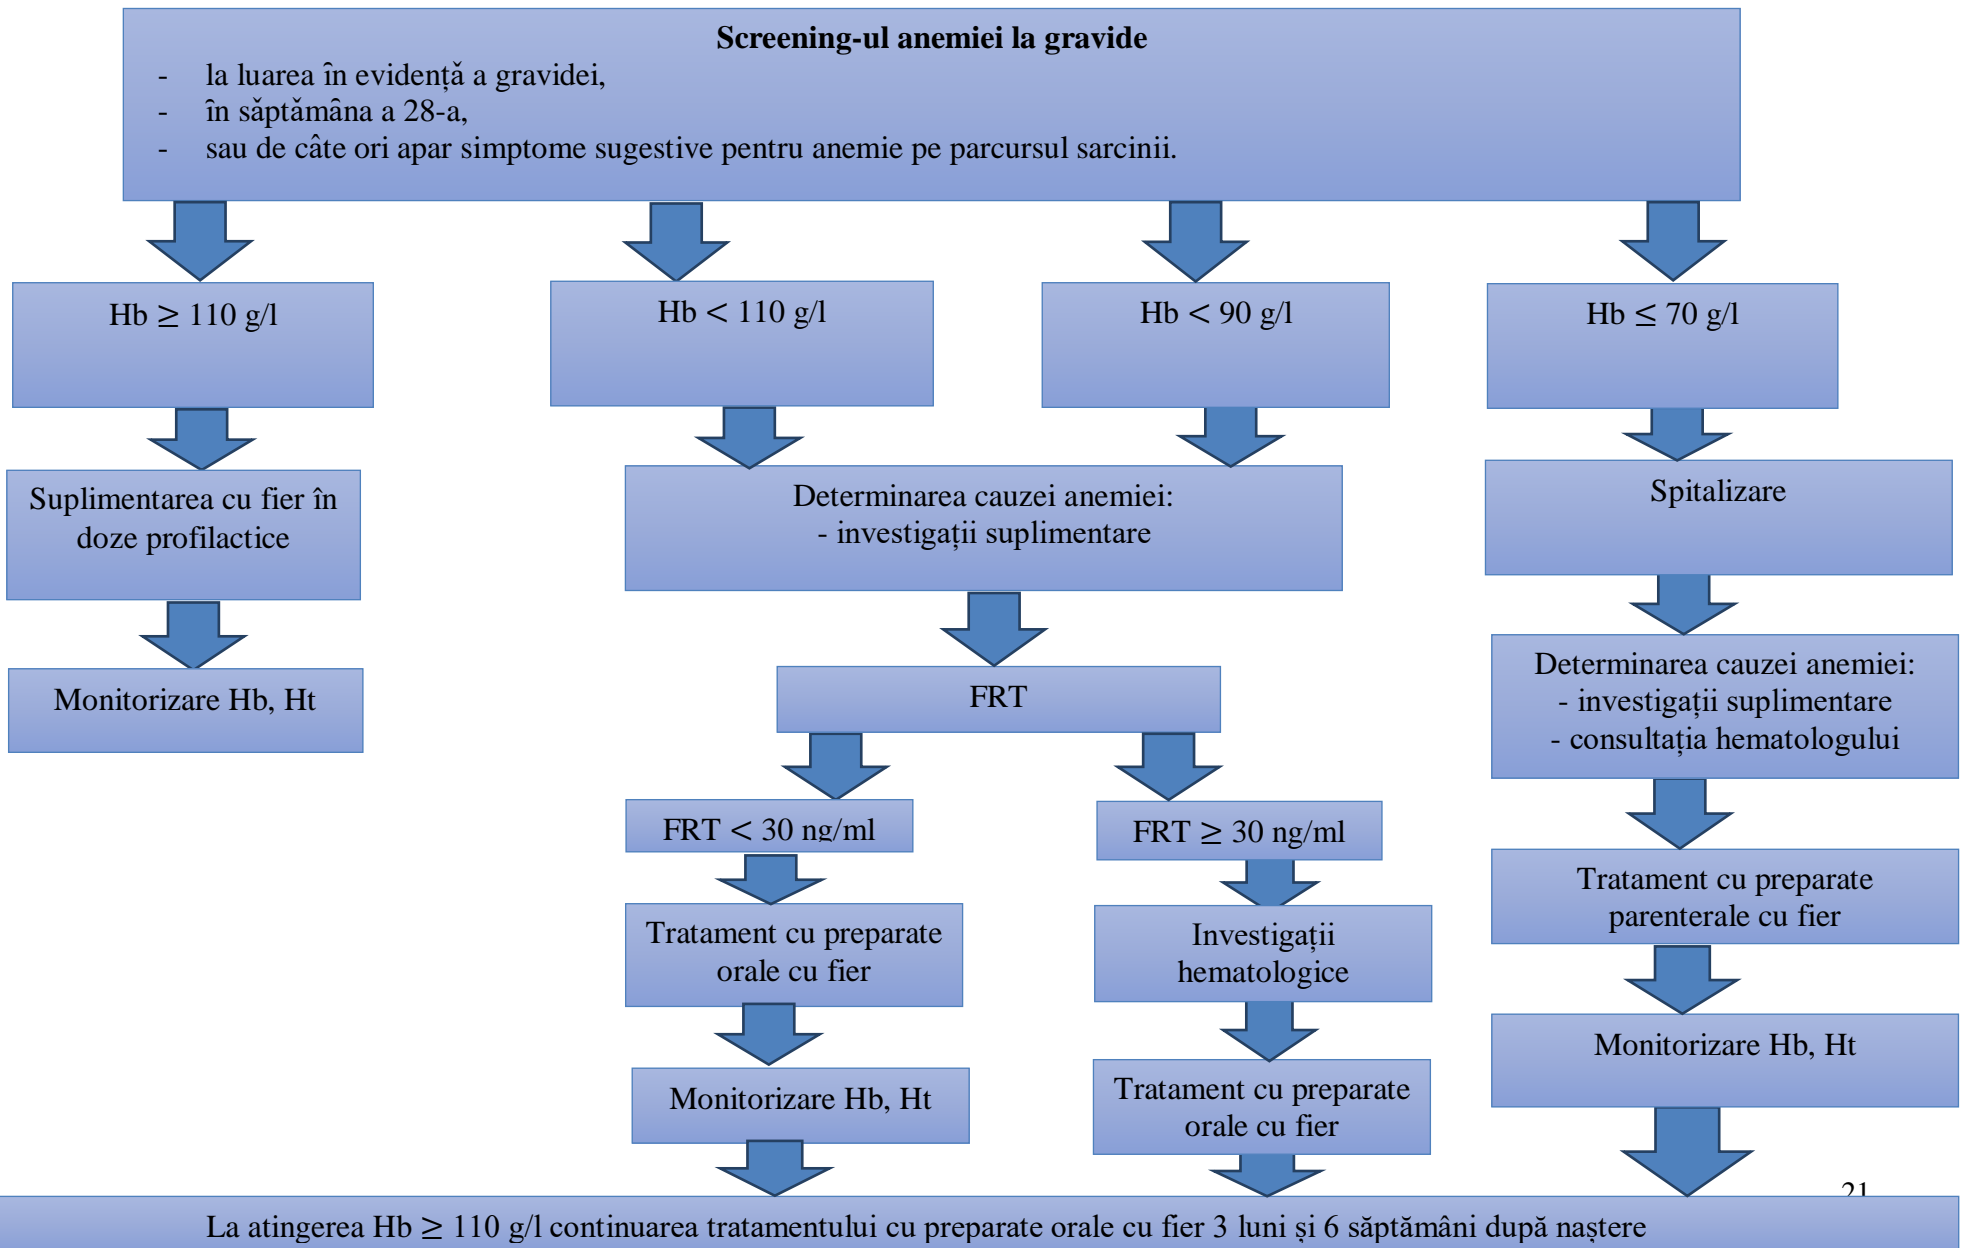 Screening-ul anemiei la gravide
- la luarea în evidență a gravidei,
- în săptămâna a 28-a,
- sau de câte ori apar simptome sugestive pentru anemie pe parcursul sarcinii.
Hb ≥ 110 g/l
Hb < 110 g/l
Hb < 90 g/l
Hb ≤ 70 g/l
Suplimentarea cu fier în
doze profilactice
Monitorizare Hb, Ht
Determinarea cauzei anemiei:
- investigații suplimentare
FRT
FRT < 30 ng/ml
FRT ≥ 30 ng/ml
Tratament cu preparate
orale cu fier
Monitorizare Hb, Ht
Investigații
hematologice
Tratament cu preparate
orale cu fier
Spitalizare
Determinarea cauzei anemiei:
- investigații suplimentare
- consultația hematologului
Tratament cu preparate
parenterale cu fier
Monitorizare Hb, Ht
21
La atingerea Hb ≥ 110 g/l continuarea tratamentului cu preparate orale cu fier 3 luni și 6 săptămâni după naștere